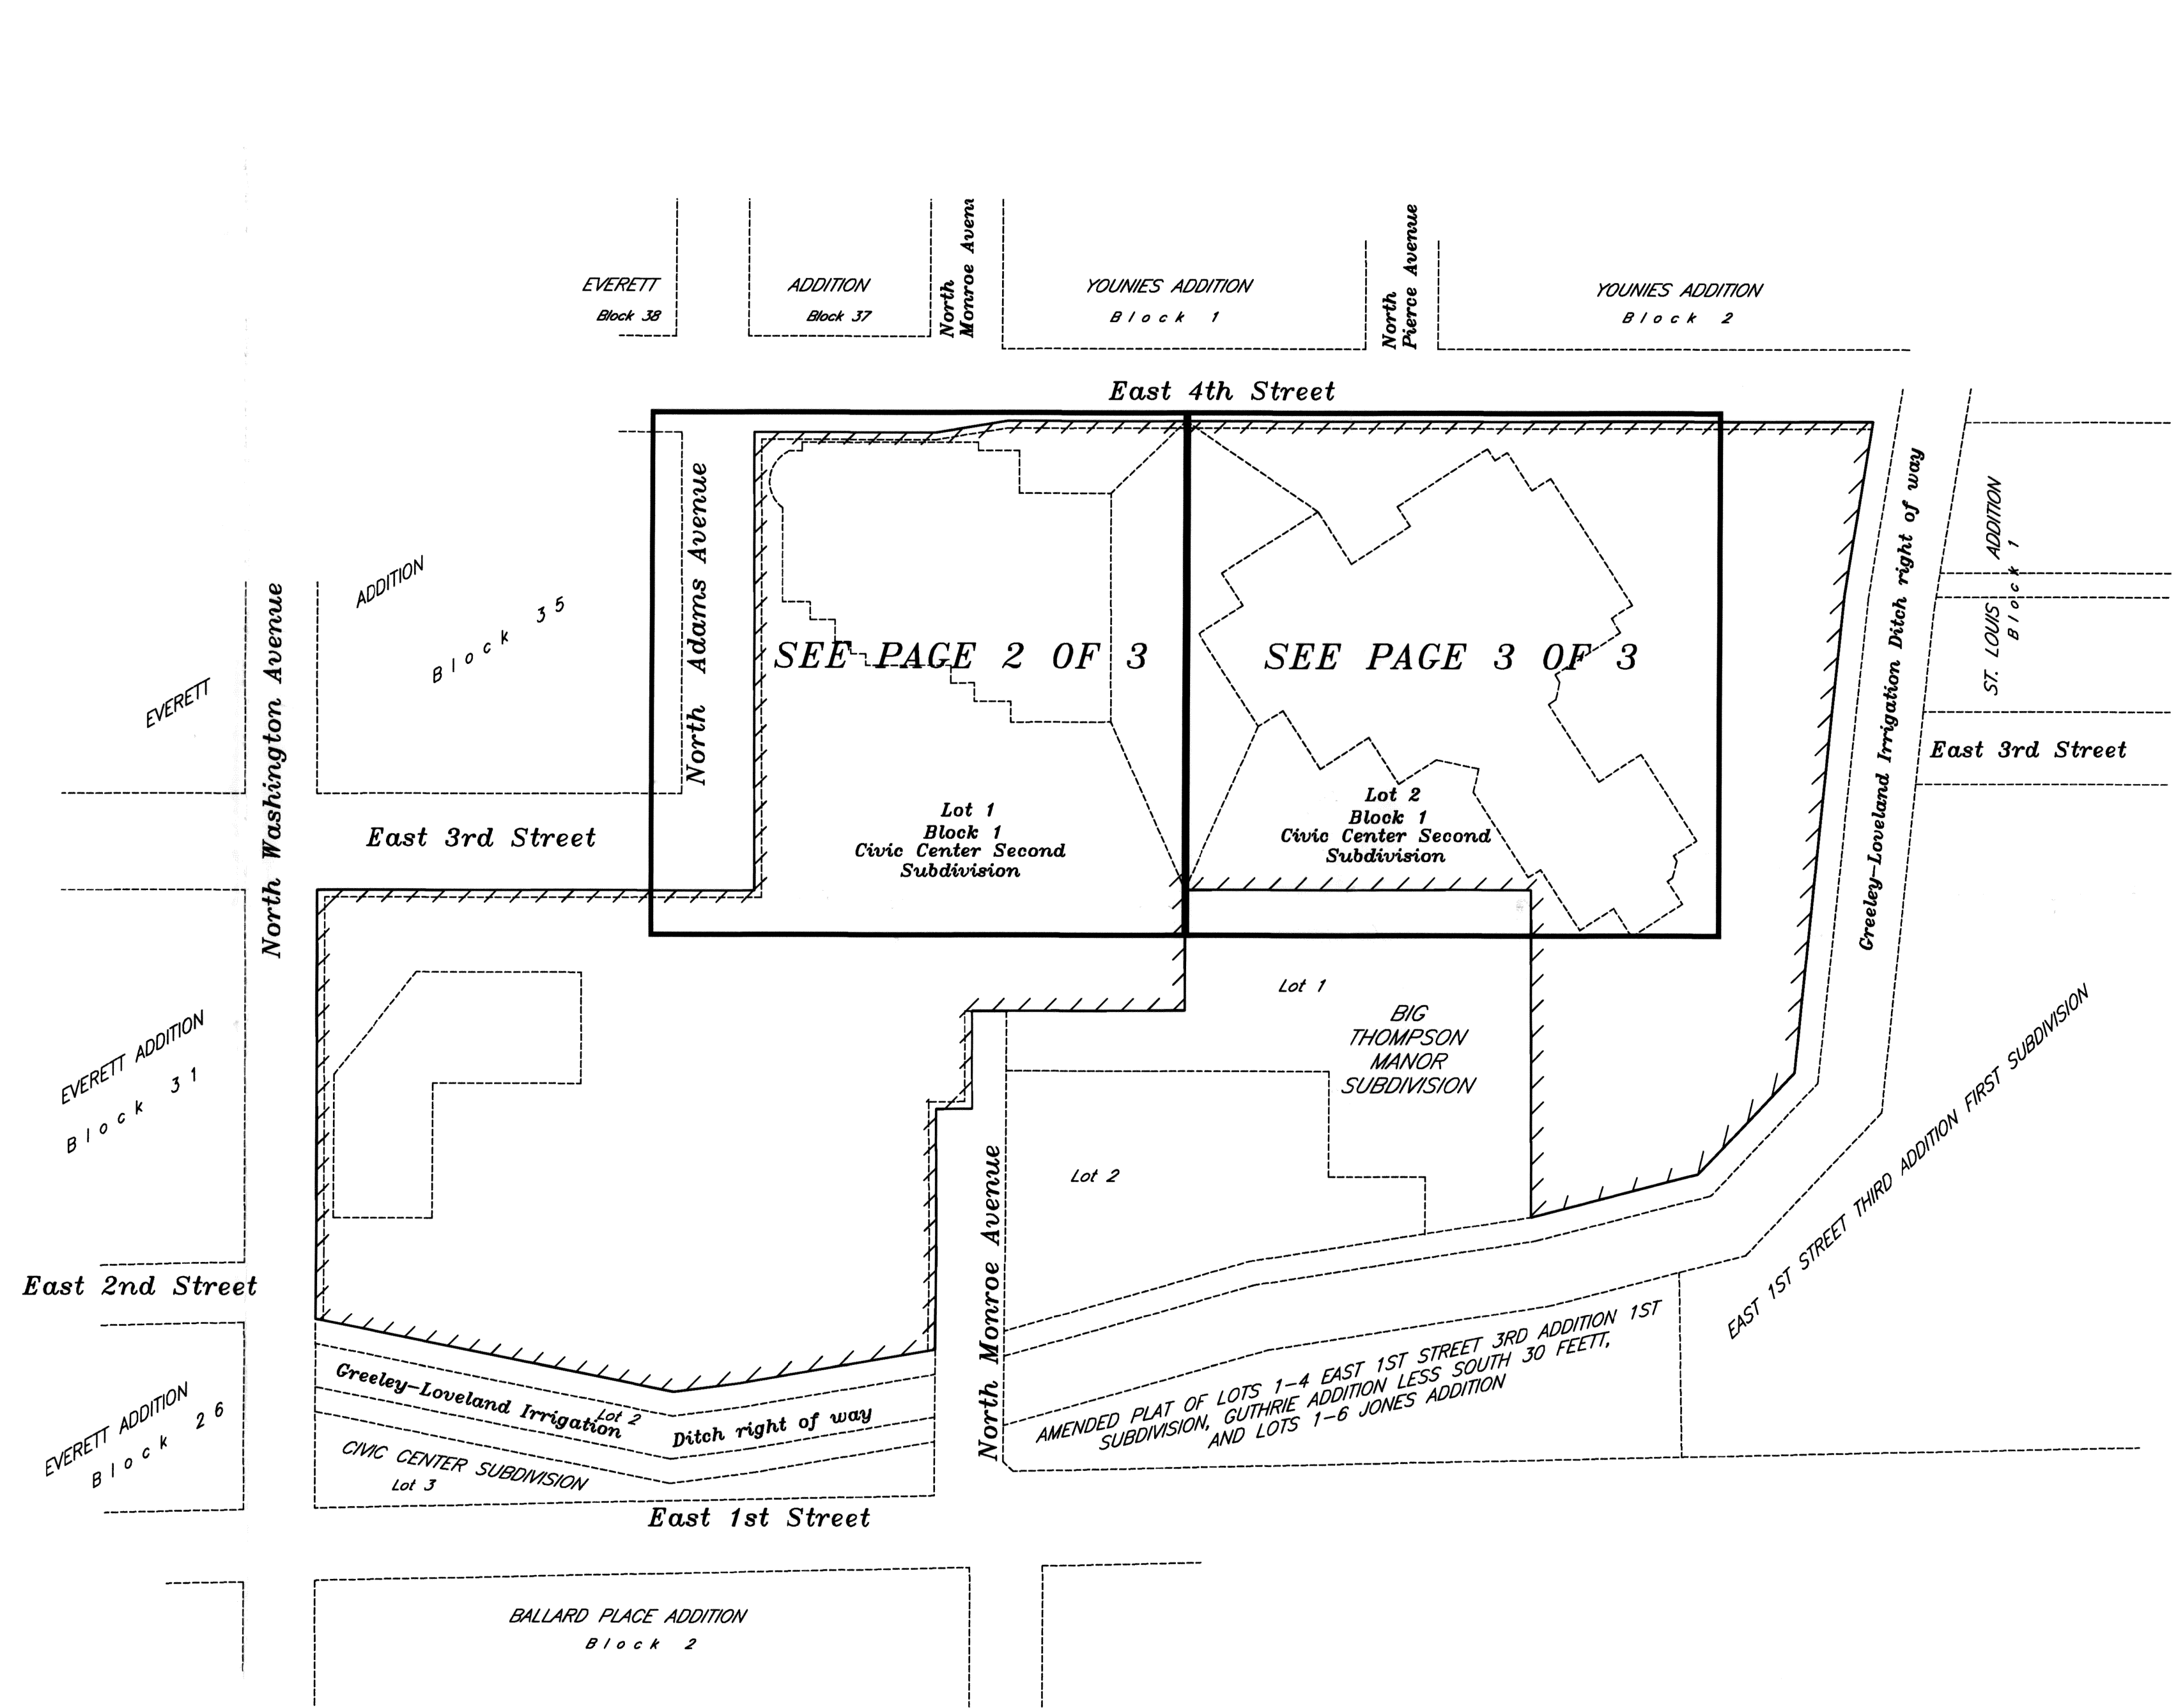 EVERETT
Block 38
ADDITION
Block 37
North
Monroe Aven
YOUNIES ADDITION
Block 1
North
Pierce Avenue
YOUNIES ADDITION
Block 2
East 4th Street
North Washington Avenue
EVERETT
ADDITION
Block 35
North Adams Avenue
SEE PAGE 2 OF 3
SEE PAGE 3 OF 3
Greeley-Loveland Irrigation Ditch right of way
ST. LOUIS ADDITION
Block 1
East 3rd Street
East 3rd Street
Lot 1
Block 1
Civic Center Second
Subdivision
Lot 2
Block 1
Civic Center Second
Subdivision
EVERETT ADDITION
Block 31
Lot 1
BIG
THOMPSON
MANOR
SUBDIVISION
Lot 2
North Monroe Avenue
EAST 1ST STREET THIRD ADDITION FIRST SUBDIVISION
East 2nd Street
EVERETT ADDITION
Block 26
Greeley-Loveland Irrigation
Lot 2
Ditch right of way
CIVIC CENTER SUBDIVISION
Lot 3
AMENDED PLAT OF LOTS 1-4 EAST 1ST STREET 3RD ADDITION 1ST
SUBDIVISION, GUTHRIE ADDITION LESS SOUTH 30 FEETT,
AND LOTS 1-6 JONES ADDITION
East 1st Street
BALLARD PLACE ADDITION
Block 2